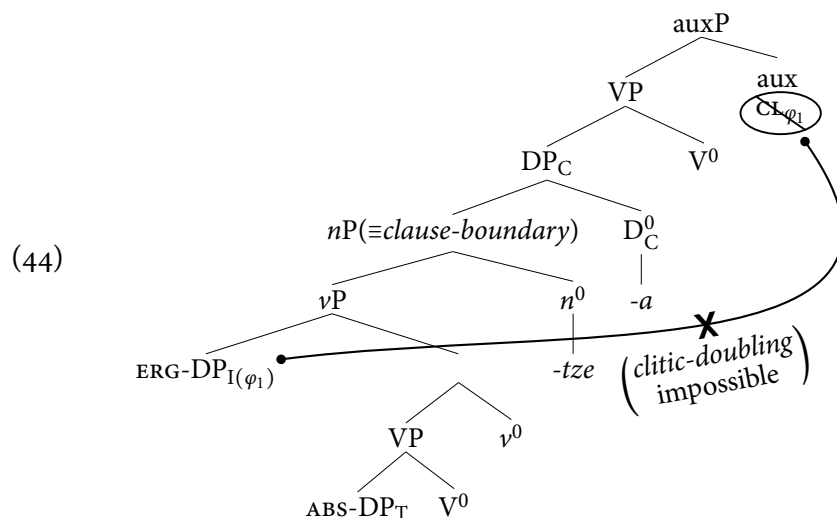 auxP
VP aux
CLφ1
DPC V0
(44) nP(≡clause-boundary) D0C
vP n0 -a
ERG-DPI(φ1) -tze (clitic-doubling
impossible)
X
VP v0
ABS-DPT V0